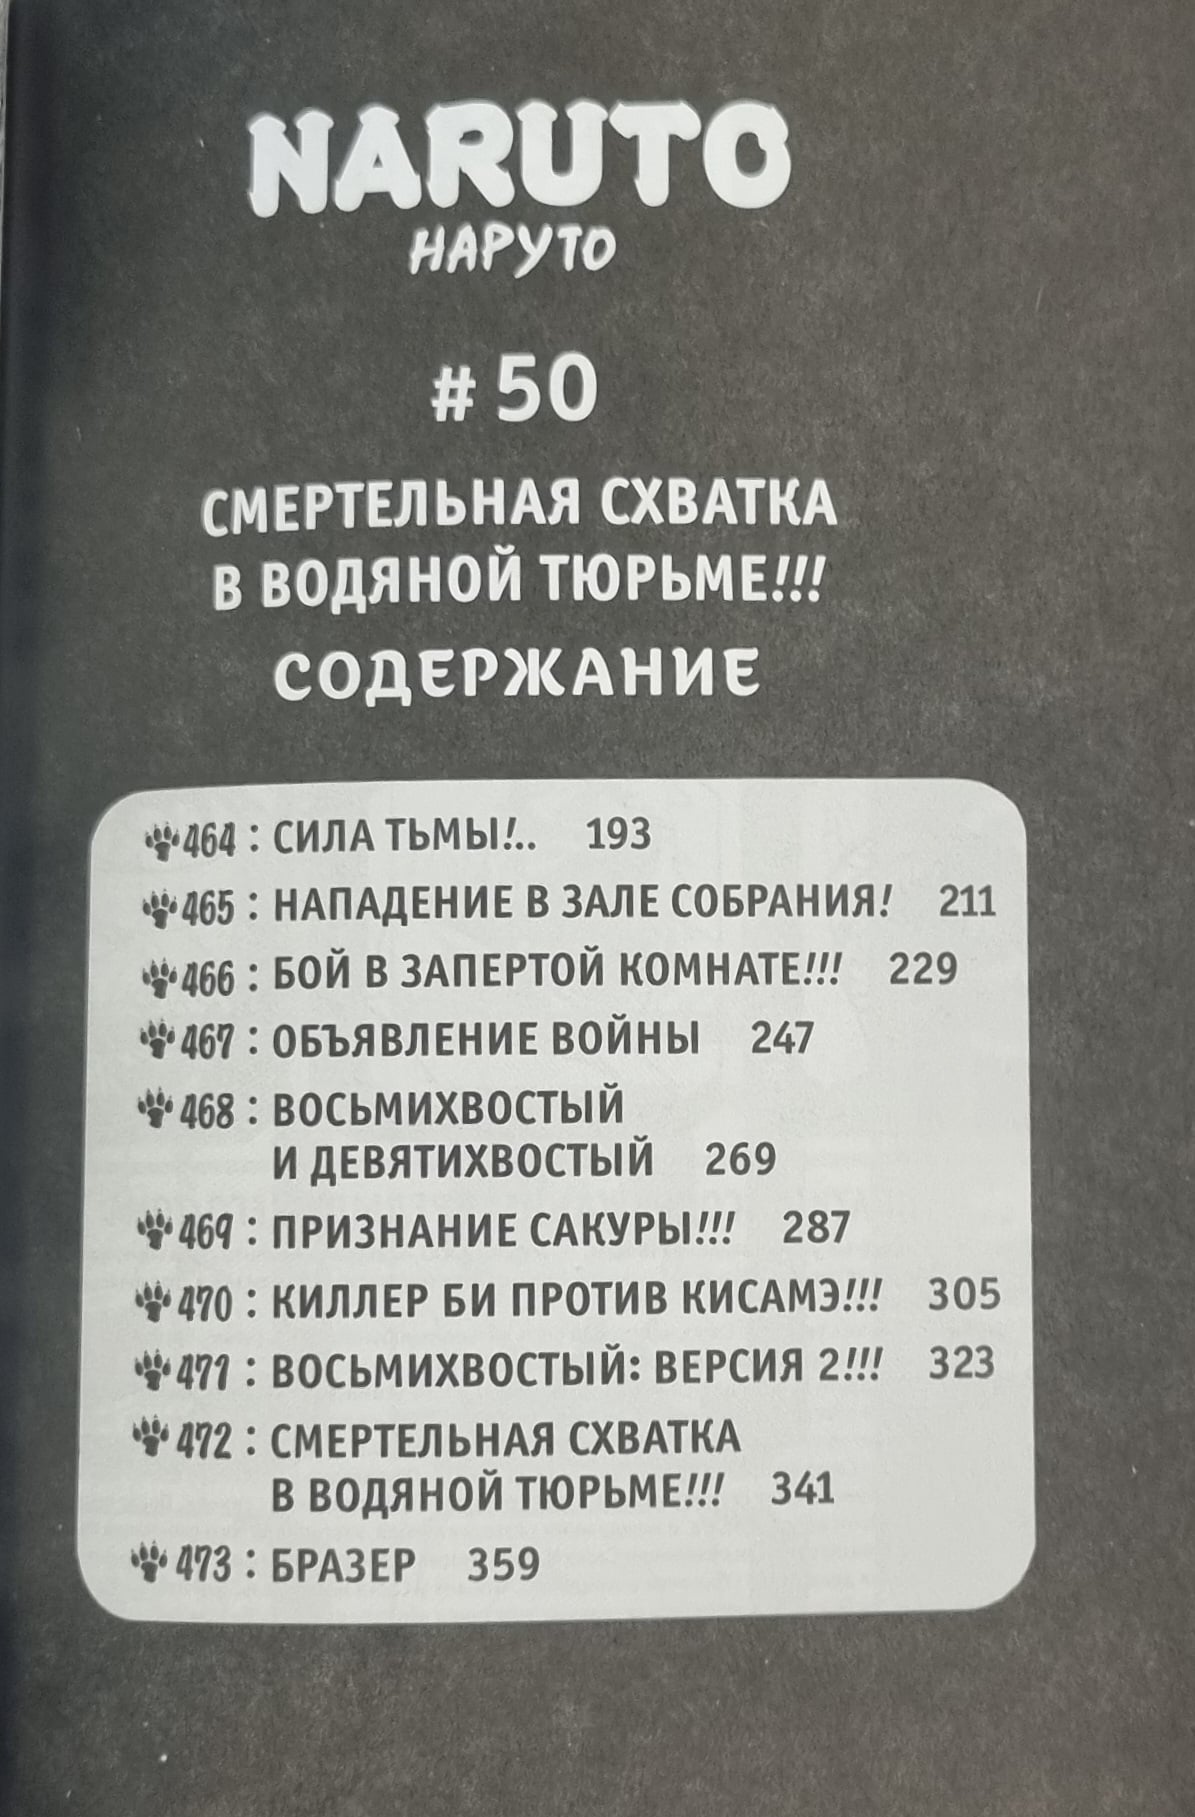 NARUTO
НАРУТО
# 50
СМЕРТЕЛЬНАЯ СХВАТКА
В ВОДЯНОЙ ТЮРЬМЕ!!!
СОДЕРЖАНИЕ
464 : СИЛА ТЬМЫ!.. 193
465 : НАПАДЕНИЕ В ЗАЛЕ СОБРАНИЯ! 211
466 : БОЙ В ЗАПЕРТОЙ КОМНАТЕ!!! 229
467 : ОБЪЯВЛЕНИЕ ВОЙНЫ 247
468 : ВОСЬМИХВОСТЫЙ
И ДЕВЯТИХВОСТЫЙ 269
469 : ПРИЗНАНИЕ САКУРЫ!!! 287
470 : КИЛЛЕР БИ ПРОТИВ КИСАМЭ!!! 305
471 : ВОСЬМИХВОСТЫЙ: ВЕРСИЯ 2!!! 323
472 : СМЕРТЕЛЬНАЯ СХВАТКА
В ВОДЯНОЙ ТЮРЬМЕ!!! 341
473 : БРАЗЕР 359